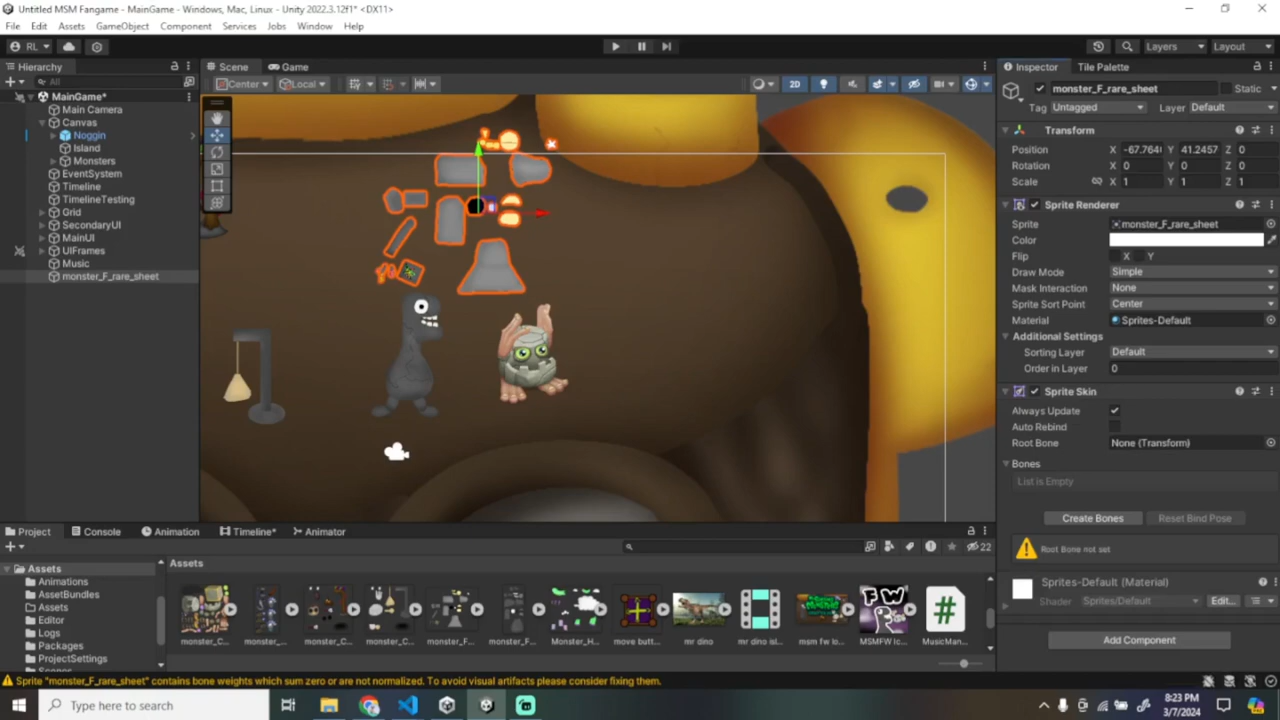 Untitled MSM Fangame - MainGame - Windows, Mac, Linux - Unity 2022.3.12f1* <DX11>
File Edit Assets GameObject Component Services Jobs Window Help
RL Layers Layout
Hierarchy
All
MainGame*
Main Camera
Canvas
Noggin
Island
Monsters
EventSystem
Timeline
TimelineTesting
Grid
SecondaryUI
MainUI
UIFrames
Music
monster_F_rare_sheet
Scene Game
Center Local 2D
Inspector Tile Palette
monster_F_rare_sheet Static
Tag Untagged Layer Default
Transform
Position X -67.764 Y 41.2457 Z 0
Rotation X 0 Y 0 Z 0
Scale X 1 Y 1 Z 1
Sprite Renderer
Sprite monster_F_rare_sheet
Color
Flip X Y
Draw Mode Simple
Mask Interaction None
Sprite Sort Point Center
Material Sprites-Default
Additional Settings
Sorting Layer Default
Order in Layer 0
Sprite Skin
Always Update
Auto Rebind
Root Bone None (Transform)
Bones
List is Empty
Create Bones Reset Bind Pose
Root Bone not set
Sprites-Default (Material)
Shader Sprites/Default Edit...
Add Component
Project Console Animation Timeline* Animator
22
Assets
Animations
AssetBundles
Assets
Editor
Logs
Packages
ProjectSettings
Assets
monster_C... monster_... monster_C... monster_C... monster_F... monster_F... Monster_H... move butt... mr dino mr dino isl... msm fw lo... MSMFW lo... MusicMan...
Sprite "monster_F_rare_sheet" contains bone weights which sum zero or are not normalized. To avoid visual artifacts please consider fixing them.
Type here to search
8:23 PM
3/7/2024